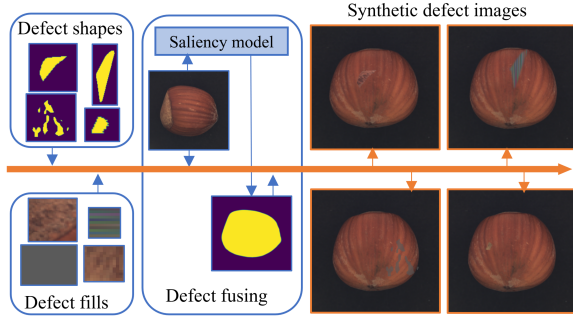 Defect shapes
Saliency model
Synthetic defect images
Defect fills
Defect fusing